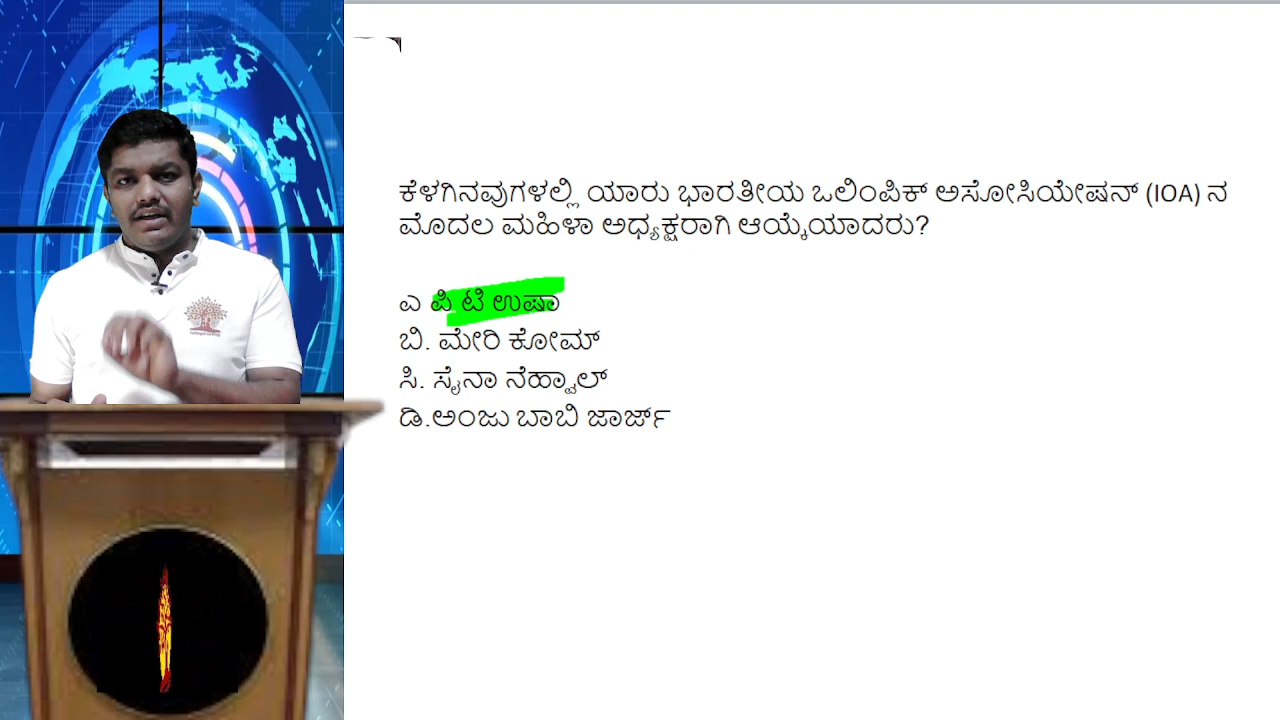 ಕೆಳಗಿನವುಗಳಲ್ಲಿ ಯಾರು ಭಾರತೀಯ ಒಲಿಂಪಿಕ್ ಅಸೋಸಿಯೇಷನ್ (IOA) ನ
ಮೊದಲ ಮಹಿಳಾ ಅಧ್ಯಕ್ಷರಾಗಿ ಆಯ್ಕೆಯಾದರು?
ಎ ಪಿ ಟಿ ಉಷಾ
ಬಿ. ಮೇರಿ ಕೋಮ್
ಸಿ. ಸೈನಾ ನೆಹ್ವಾಲ್
ಡಿ.ಅಂಜು ಬಾಬಿ ಜಾರ್ಜ್